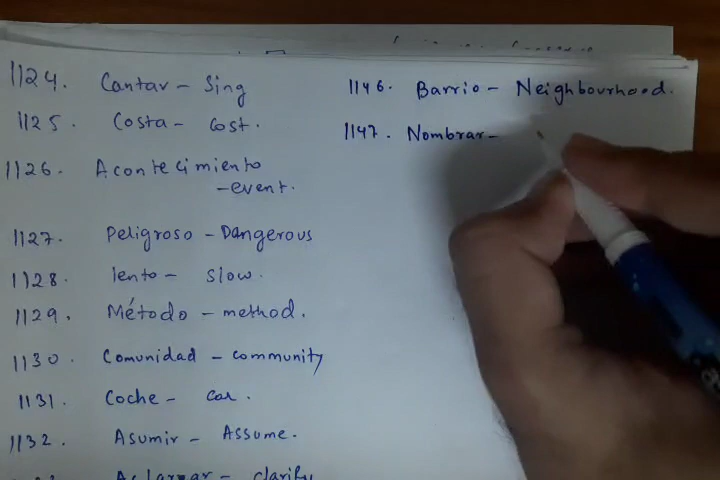 1124. Cantar - Sing
1125. Costa - Cost.
1126. Acontecimiento
- event.
1127. Peligroso - Dangerous
1128. lento - slow.
1129. Método - method.
1130. Comunidad - community
1131. Coche - car.
1132. Asumir - Assume.
clarify
1146. Barrio - Neighbourhood.
1147. Nombrar -